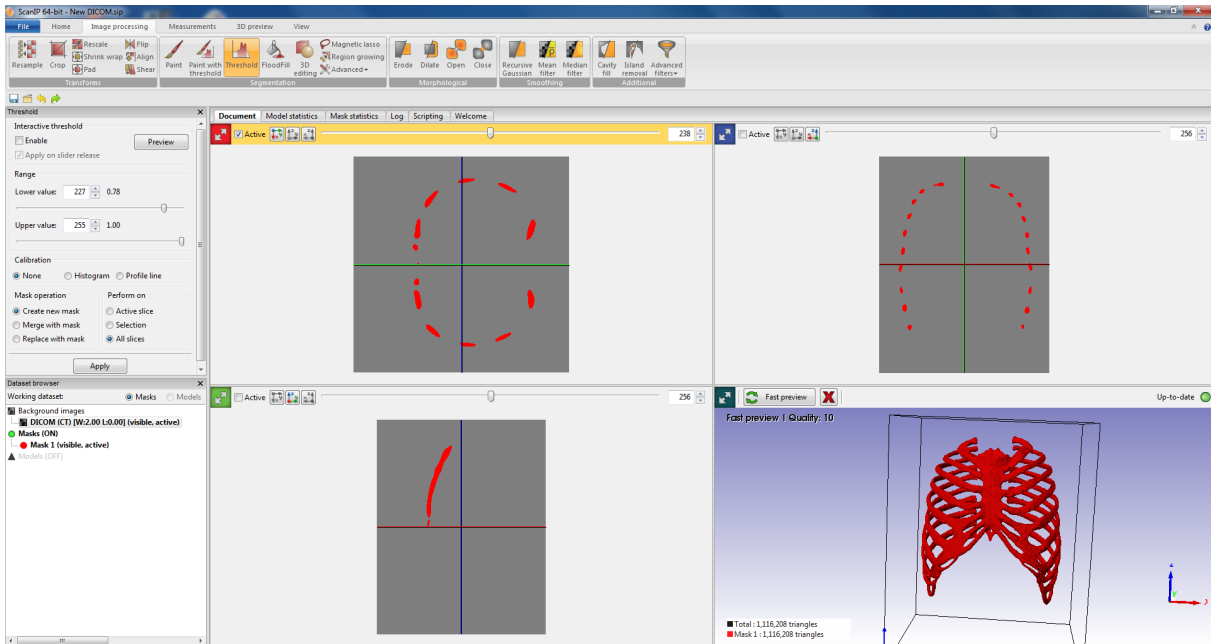 ScanIP 64-bit - New DICOM.sip
File Home Image processing Measurements 3D preview View
Resample Crop Rescale Shrink wrap Pad Flip Align Shear
Transforms
Paint Paint with threshold Threshold FloodFill 3D editing Magnetic lasso Region growing Advanced
Segmentation
Erode Dilate Open Close
Morphological
Recursive Gaussian Mean filter Median filter
Smoothing
Cavity fill Island removal Advanced filters
Additional
Threshold
Interactive threshold
Enable Preview
Apply on slider release
Range
Lower value: 227 0.78
Upper value: 255 1.00
Calibration
None Histogram Profile line
Mask operation Perform on
Create new mask Active slice
Merge with mask Selection
Replace with mask All slices
Apply
Dataset browser
Working dataset: Masks Models
Background images
DICOM (CT) [W:2.00 L:0.00] (visible, active)
Masks (ON)
Mask 1 (visible, active)
Models (OFF)
Document Model statistics Mask statistics Log Scripting Welcome
Active 238
Active 256
Active 256
Fast preview Up-to-date
Fast preview | Quality: 10
Total : 1,116,208 triangles
Mask 1 : 1,116,208 triangles